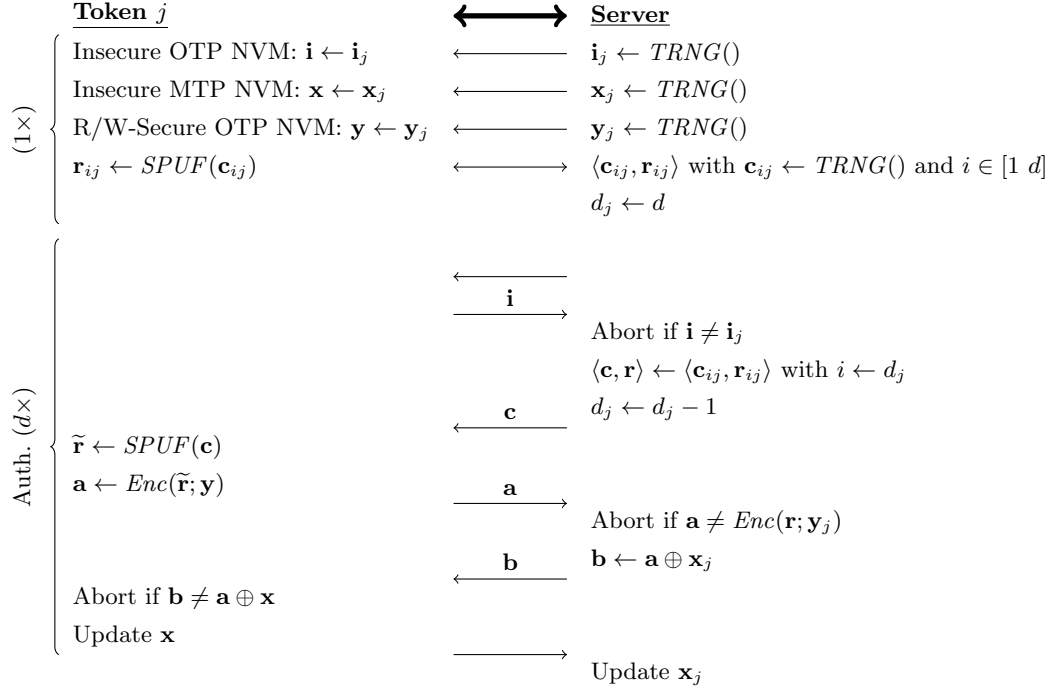 Token j Server
Insecure OTP NVM: i ← i_j i_j ← TRNG()
Insecure MTP NVM: x ← x_j x_j ← TRNG()
R/W-Secure OTP NVM: y ← y_j y_j ← TRNG()
r_ij ← SPUF(c_ij) ⟨c_ij, r_ij⟩ with c_ij ← TRNG() and i ∈ [1 d]
d_j ← d
(1×)
i
Abort if i ≠ i_j
⟨c, r⟩ ← ⟨c_ij, r_ij⟩ with i ← d_j
d_j ← d_j − 1
c
r̃ ← SPUF(c)
a ← Enc(r̃; y)
a
Abort if a ≠ Enc(r; y_j)
b ← a ⊕ x_j
b
Abort if b ≠ a ⊕ x
Update x
Update x_j
Auth. (d×)